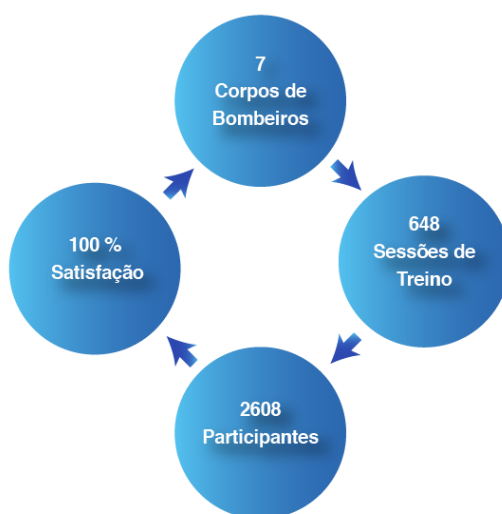 7
Corpos de
Bombeiros
648
Sessões de
Treino
2608
Participantes
100 %
Satisfação